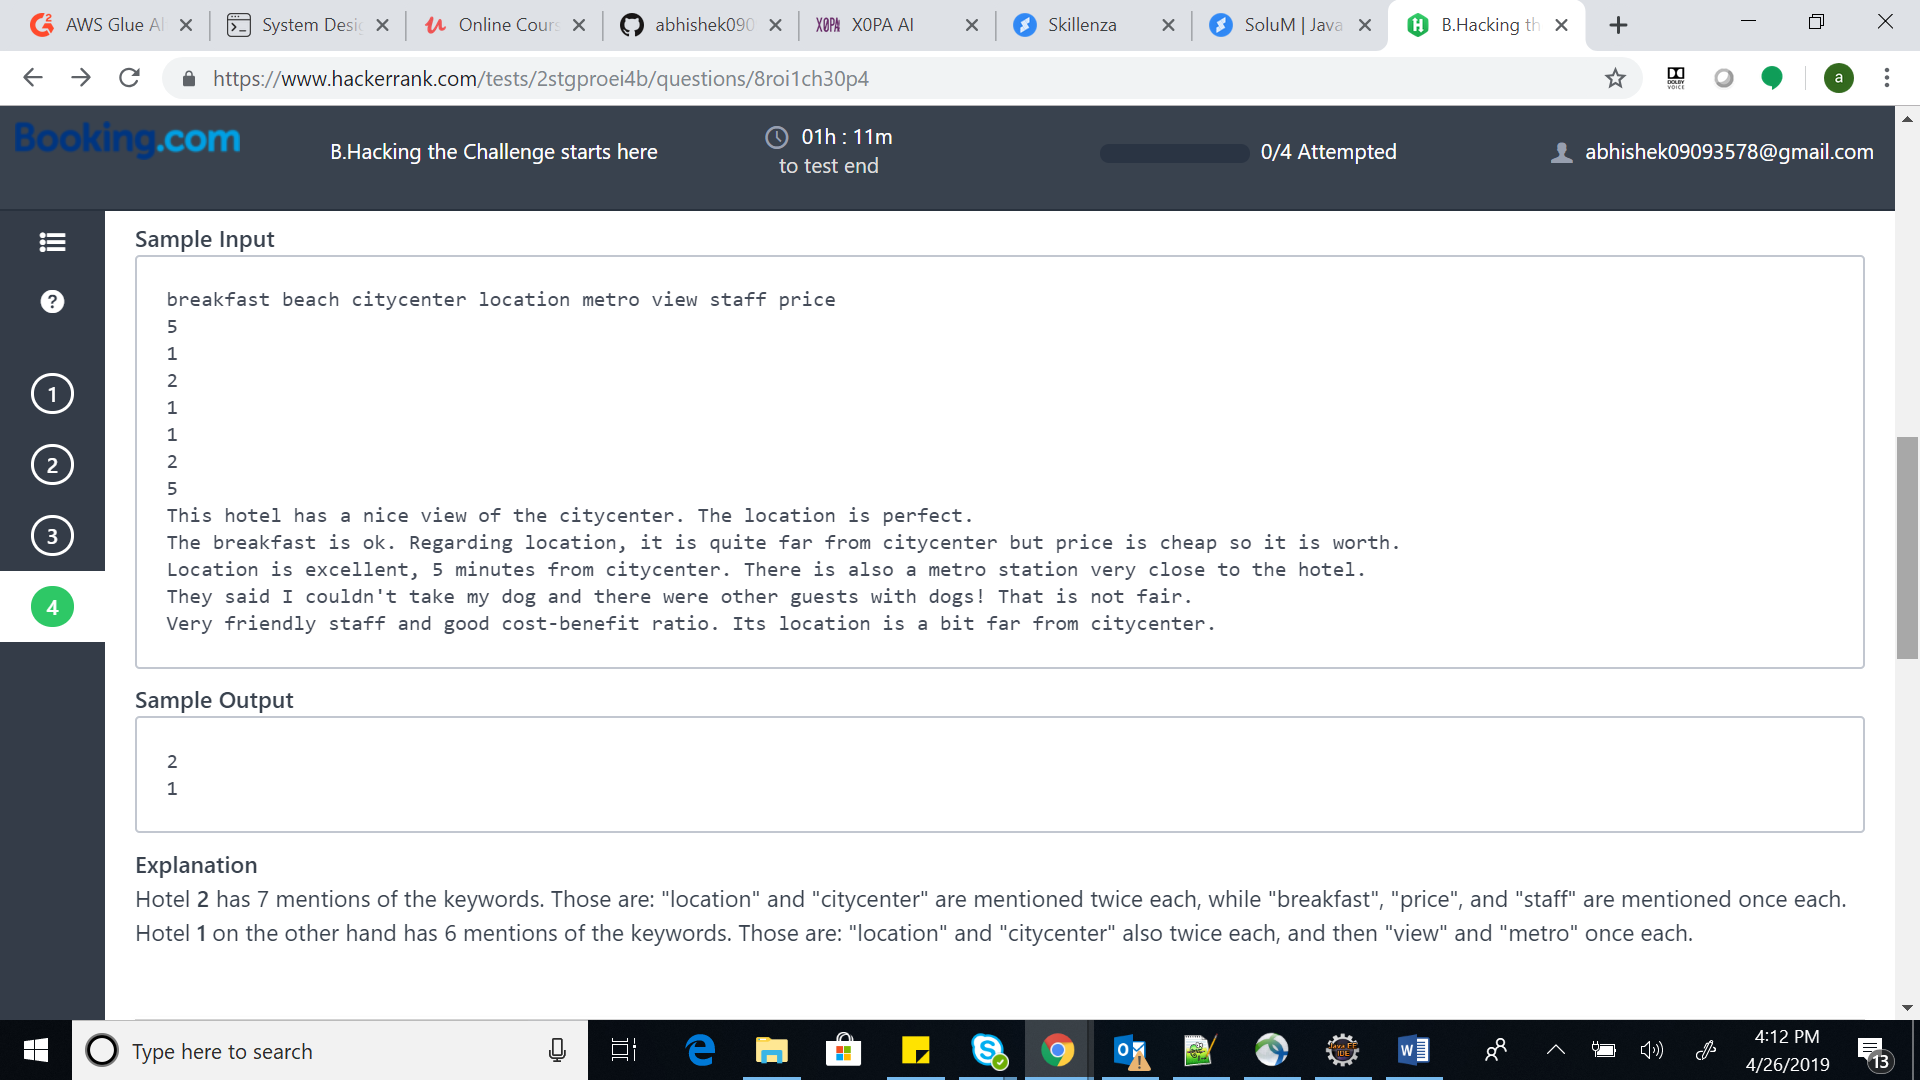 AWS Glue Al
System Desig
Online Cours
abhishek090
X0PA X0PA AI
Skillenza
SoluM | Java
B.Hacking th
https://www.hackerrank.com/tests/2stgproei4b/questions/8roi1ch30p4
DOLBY VOICE
a
Booking.com
B.Hacking the Challenge starts here
01h : 11m
to test end
0/4 Attempted
abhishek09093578@gmail.com
?
1
2
3
4
Sample Input
breakfast beach citycenter location metro view staff price
5
1
2
1
1
2
5
This hotel has a nice view of the citycenter. The location is perfect.
The breakfast is ok. Regarding location, it is quite far from citycenter but price is cheap so it is worth.
Location is excellent, 5 minutes from citycenter. There is also a metro station very close to the hotel.
They said I couldn't take my dog and there were other guests with dogs! That is not fair.
Very friendly staff and good cost-benefit ratio. Its location is a bit far from citycenter.
Sample Output
2
1
Explanation
Hotel 2 has 7 mentions of the keywords. Those are: "location" and "citycenter" are mentioned twice each, while "breakfast", "price", and "staff" are mentioned once each.
Hotel 1 on the other hand has 6 mentions of the keywords. Those are: "location" and "citycenter" also twice each, and then "view" and "metro" once each.
Type here to search
Java EE
IDE
4:12 PM
4/26/2019
13